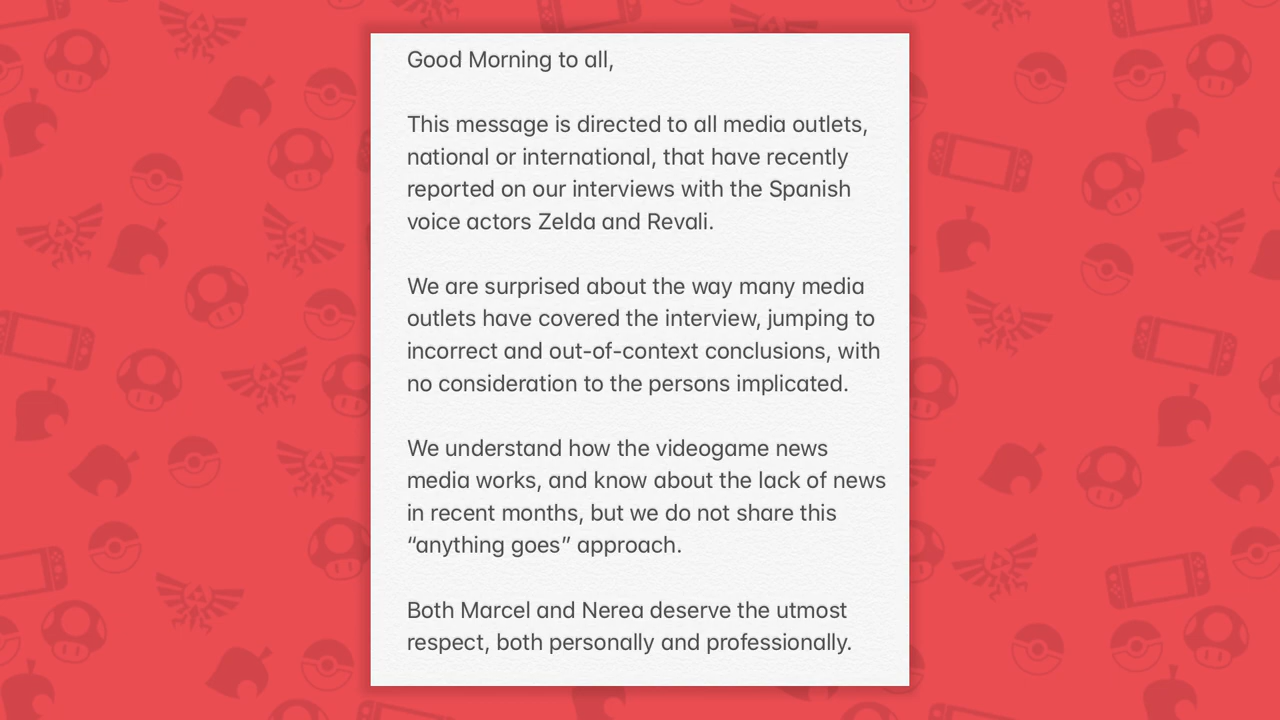 Good Morning to all,
This message is directed to all media outlets,
national or international, that have recently
reported on our interviews with the Spanish
voice actors Zelda and Revali.
We are surprised about the way many media
outlets have covered the interview, jumping to
incorrect and out-of-context conclusions, with
no consideration to the persons implicated.
We understand how the videogame news
media works, and know about the lack of news
in recent months, but we do not share this
“anything goes” approach.
Both Marcel and Nerea deserve the utmost
respect, both personally and professionally.